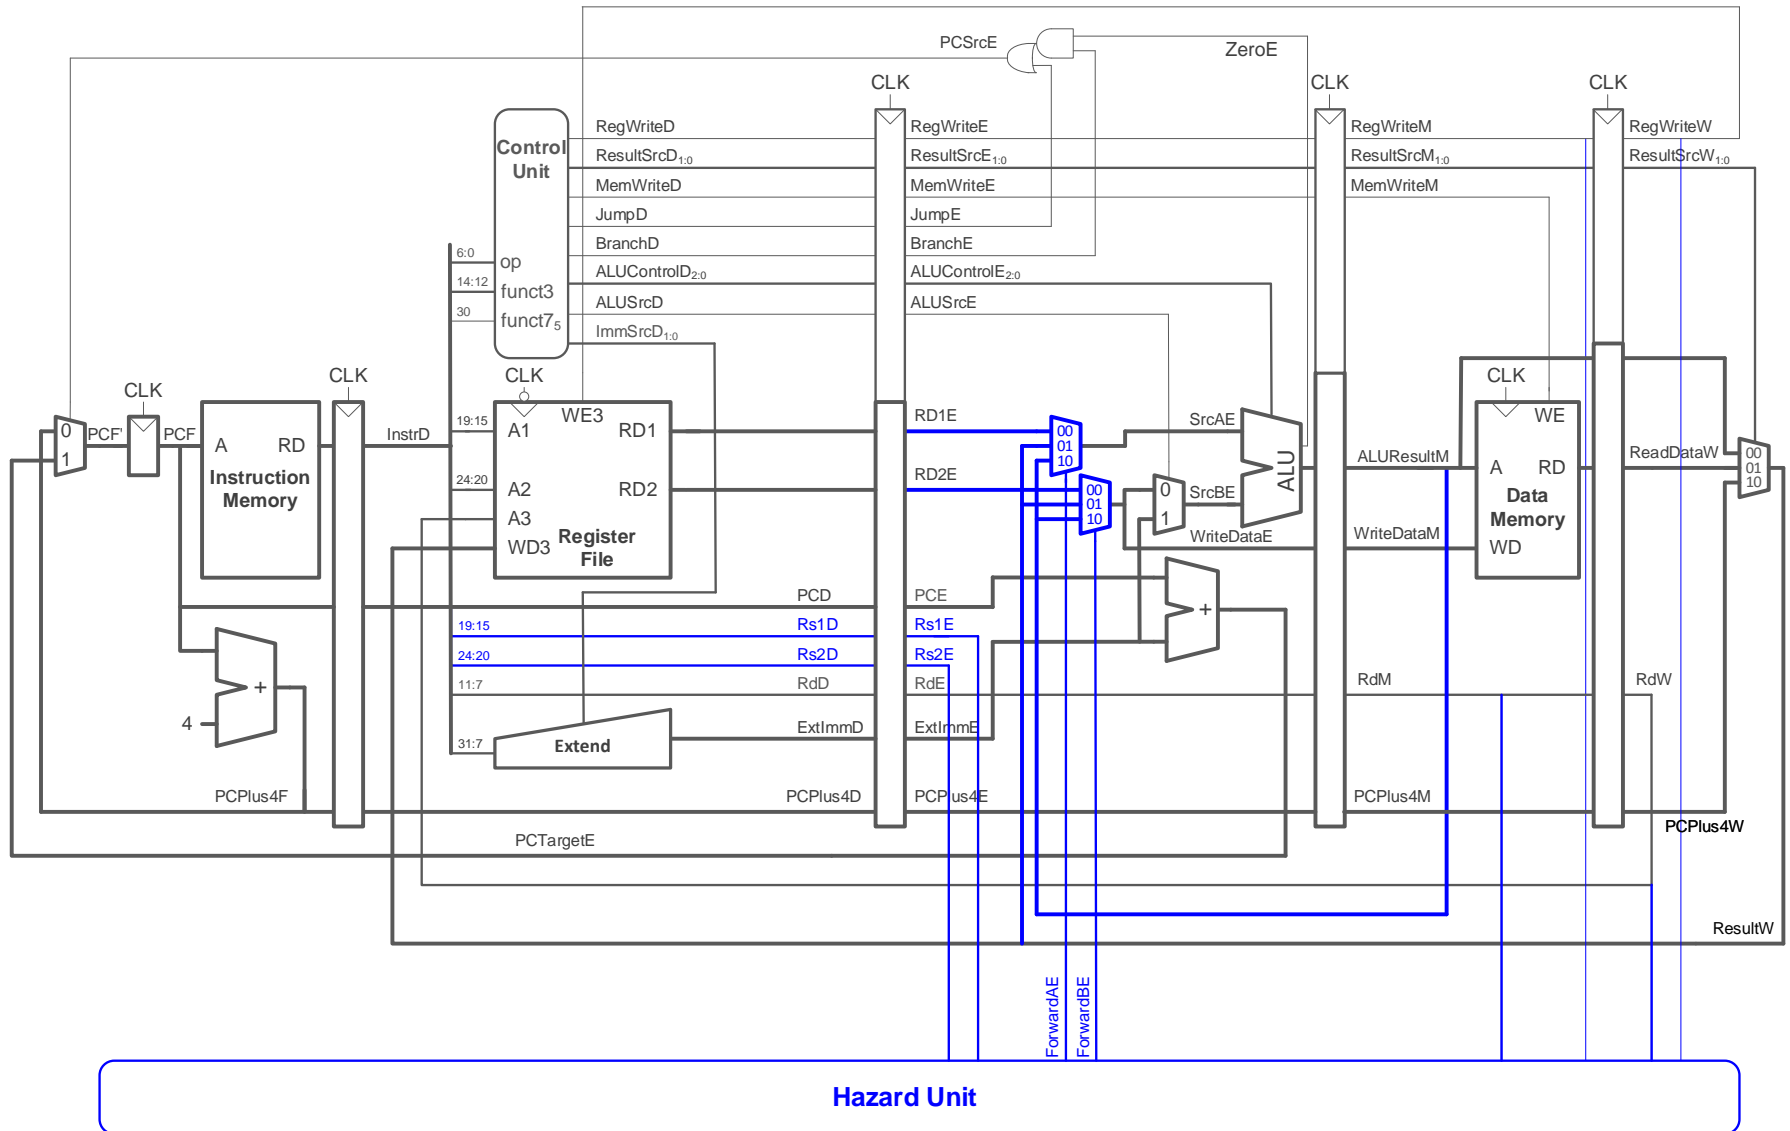 PCSrcE
ZeroE
CLK
CLK
CLK
Control
Unit
RegWriteD
RegWriteE
RegWriteM
RegWriteW
ResultSrcD1:0
ResultSrcE1:0
ResultSrcM1:0
ResultSrcW1:0
MemWriteD
MemWriteE
MemWriteM
JumpD
JumpE
BranchD
BranchE
6:0
op
ALUControlD2:0
ALUControlE2:0
14:12
funct3
ALUSrcD
ALUSrcE
30
funct75
ImmSrcD1:0
CLK
CLK
CLK
CLK
0
1
PCF'
PCF
A
RD
Instruction
Memory
InstrD
19:15
A1
WE3
RD1
RD1E
00
01
10
SrcAE
ALU
ALUResultM
A
RD
WE
Data
Memory
WD
ReadDataW
00
01
10
24:20
A2
RD2
RD2E
00
01
10
0
1
SrcBE
A3
WD3
Register
File
WriteDataE
WriteDataM
PCD
PCE
+
19:15
Rs1D
Rs1E
24:20
Rs2D
Rs2E
11:7
RdD
RdE
RdM
RdW
+
4
31:7
Extend
ExtImmD
ExtImmE
PCPlus4F
PCPlus4D
PCPlus4E
PCPlus4M
PCPlus4W
PCTargetE
ResultW
ForwardAE
ForwardBE
Hazard Unit